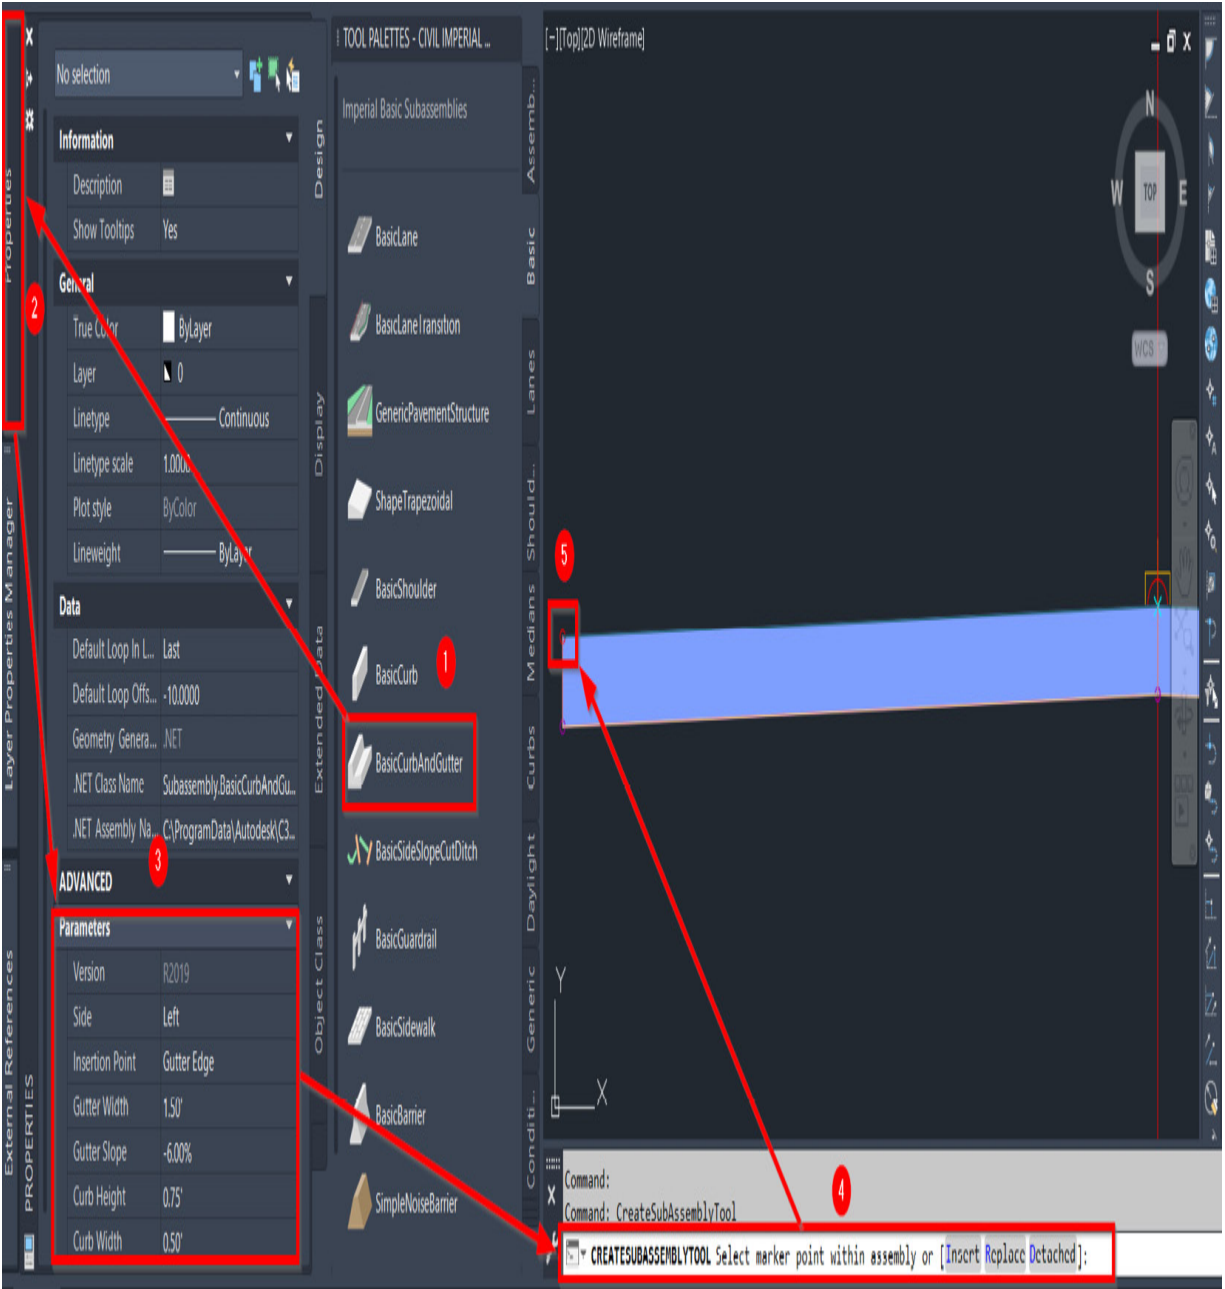 Properties
Layer Properties Manager
External References
PROPERTIES
No selection
Information
Description
Show Tooltips Yes
General
True Color ByLayer
Layer 0
Linetype Continuous
Linetype scale 1.0000
Plot style ByColor
Lineweight ByLayer
Data
Default Loop In L... Last
Default Loop Offs... -10.0000
Geometry Genera... .NET
.NET Class Name Subassembly.BasicCurbAndGu...
.NET Assembly Na... C:\ProgramData\Autodesk\C3...
ADVANCED
Parameters
Version R2019
Side Left
Insertion Point Gutter Edge
Gutter Width 1.50'
Gutter Slope -6.00%
Curb Height 0.75'
Curb Width 0.50'
Design
Display
Extended Data
Object Class
TOOL PALETTES - CIVIL IMPERIAL ...
Imperial Basic Subassemblies
BasicLane
BasicLaneTransition
GenericPavementStructure
ShapeTrapezoidal
BasicShoulder
BasicCurb
BasicCurbAndGutter
BasicSideSlopeCutDitch
BasicGuardrail
BasicSidewalk
BasicBarrier
SimpleNoiseBarrier
Assemb...
Basic
Lanes
Should...
Medians
Curbs
Daylight
Generic
Conditi...
[-][Top][2D Wireframe]
N
W TOP E
S
WCS
1
2
3
4
5
Y
X
Command:
Command: CreateSubAssemblyTool
CREATESUBASSEMBLYTOOL Select marker point within assembly or [Insert Replace Detached]: